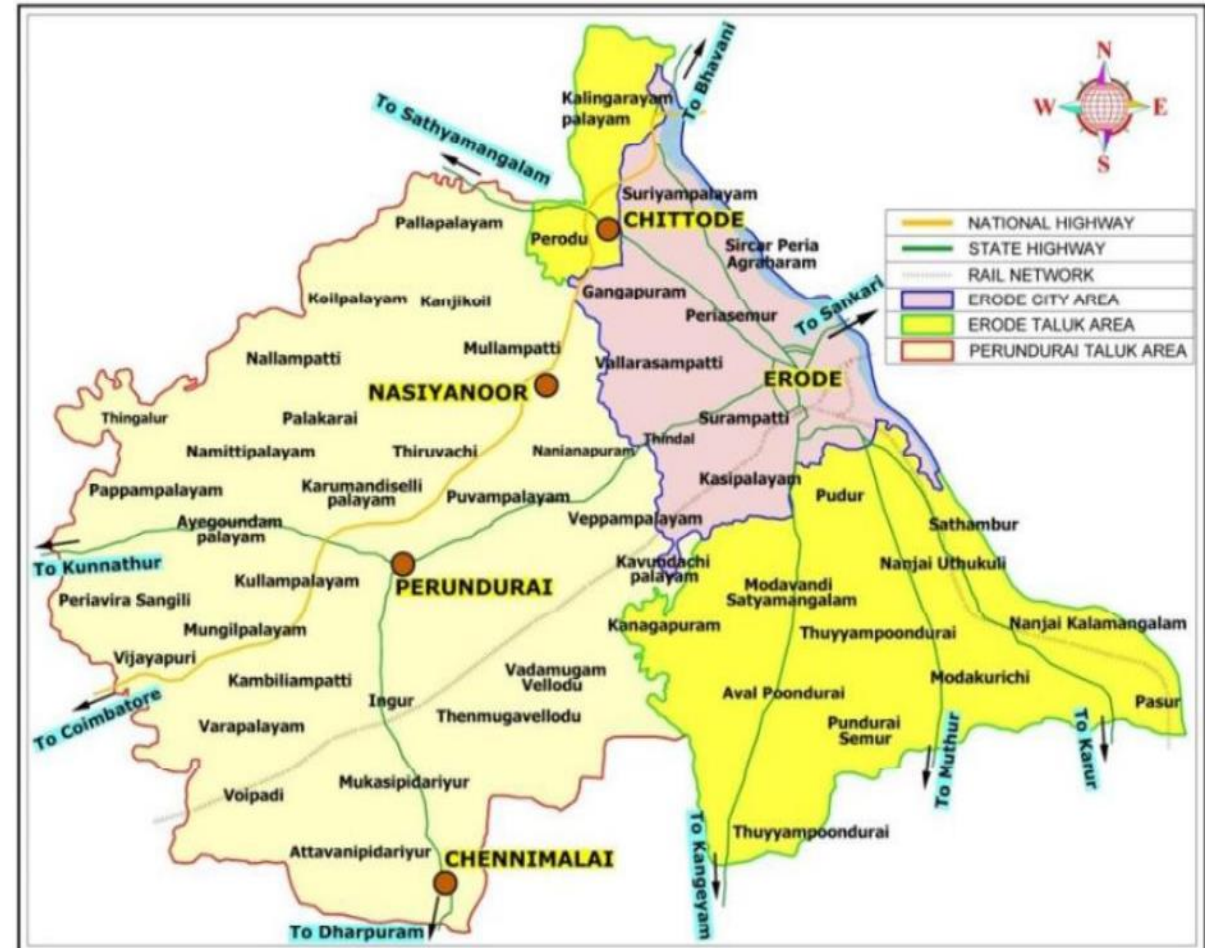 N
W
E
S
To Bhavani
To Sathyamangalam
Kalingarayam
palayam
Suriyampalayam
CHITTODE
Pallapalayam
Perodu
Sircar Peria
Agraharam
NATIONAL HIGHWAY
STATE HIGHWAY
RAIL NETWORK
ERODE CITY AREA
ERODE TALUK AREA
PERUNDURAI TALUK AREA
Koilpalayam
Kanjikoil
Gangapuram
Periasemur
To Sankari
Nallampatti
Mullampatti
Vallarasampatti
ERODE
NASIYANOOR
Thingalur
Palakarai
Surampatti
Namittipalayam
Thiruvachi
Nanianapuram
Thindal
Pappampalayam
Karumandiselli
palayam
Puvampalayam
Kasipalayam
Pudur
Ayegoundam
palayam
Veppampalayam
Sathambur
To Kunnathur
Kullampalayam
PERUNDURAI
Kavundachi
palayam
Nanjai Uthukuli
Modavandi
Satyamangalam
Periavira Sangili
Mungilpalayam
Kanagapuram
Thuyyampoondurai
Nanjai Kalamangalam
Vijayapuri
Kambiliampatti
Vadamugam
Vellodu
Modakurichi
To Coimbatore
Ingur
Aval Poondurai
Pasur
Varapalayam
Thenmugavellodu
Pundurai
Semur
To Muthur
To Karur
Voipadi
Mukasipidariyur
Thuyyampoondurai
Attavanipidariyur
CHENNIMALAI
To Kangeyam
To Dharpuram